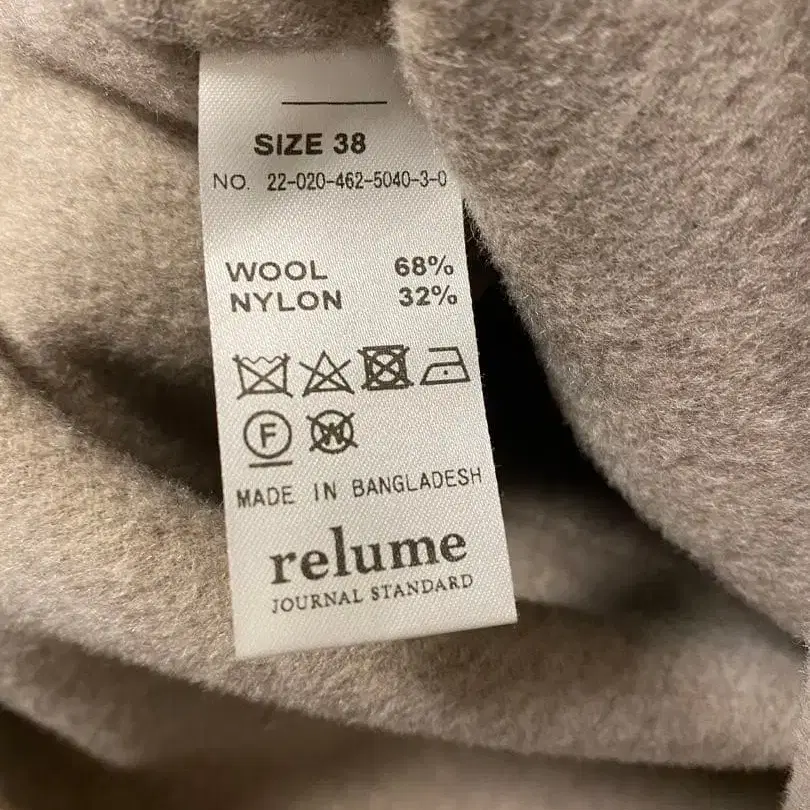 SIZE 38
NO. 22-020-462-5040-3-0
WOOL 68%
NYLON 32%
F W
MADE IN BANGLADESH
relume
JOURNAL STANDARD